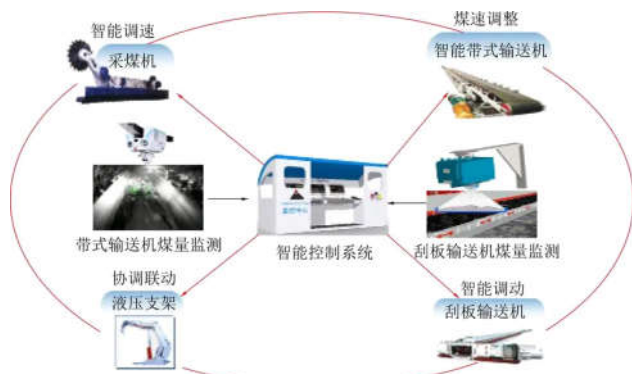 智能调速
采煤机
煤速调整
智能带式输送机
带式输送机煤量监测
智能控制系统
刮板输送机煤量监测
协调联动
液压支架
智能调动
刮板输送机